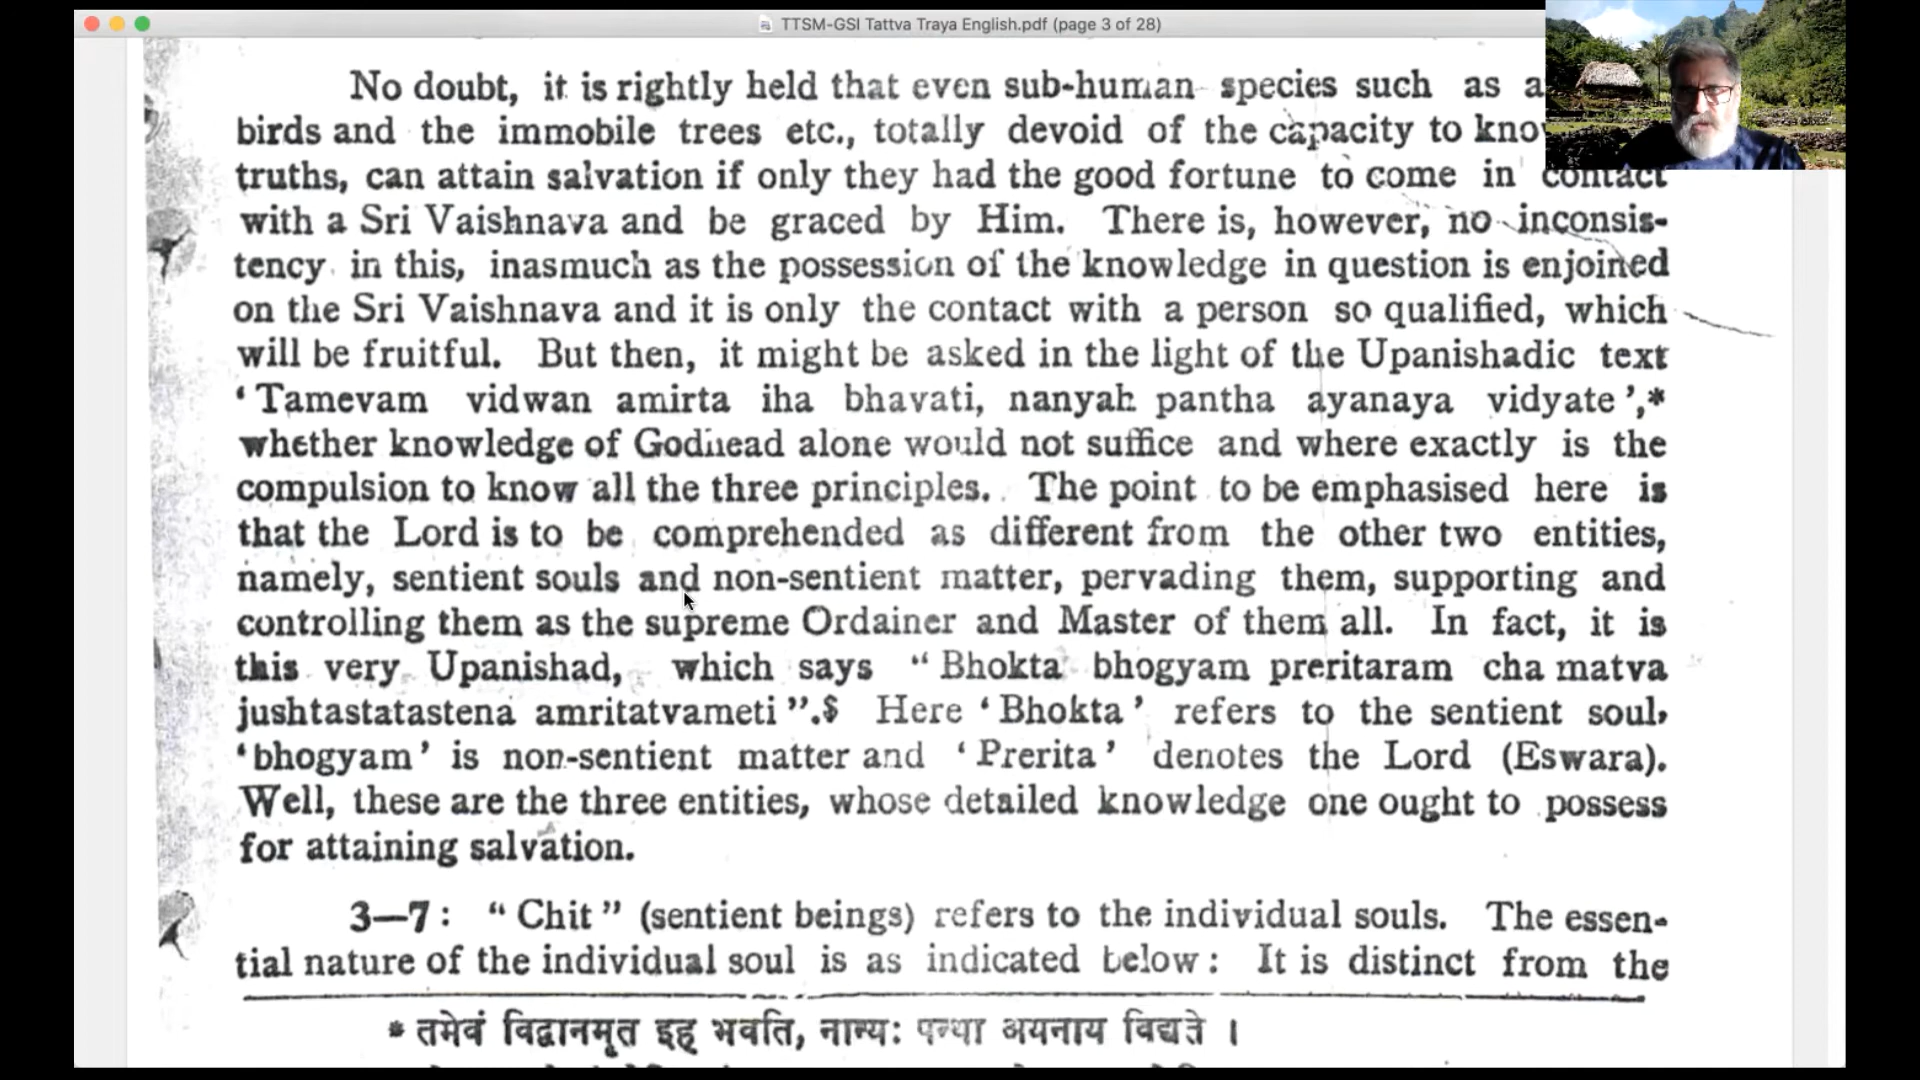 TTSM-GSI Tattva Traya English.pdf (page 3 of 28)
No doubt, it is rightly held that even sub-human species such as
birds and the immobile trees etc., totally devoid of the capacity to
truths, can attain salvation if only they had the good fortune to come in contact
with a Sri Vaishnava and be graced by Him. There is, however, no inconsis-
tency in this, inasmuch as the possession of the knowledge in question is enjoined
on the Sri Vaishnava and it is only the contact with a person so qualified, which
will be fruitful. But then, it might be asked in the light of the Upanishadic text
‘Tamevam vidwan amirta iha bhavati, nanyah pantha ayanaya vidyate’,*
whether knowledge of Godhead alone would not suffice and where exactly is the
compulsion to know all the three principles. The point to be emphasised here is
that the Lord is to be comprehended as different from the other two entities,
namely, sentient souls and non-sentient matter, pervading them, supporting and
controlling them as the supreme Ordainer and Master of them all. In fact, it is
this very Upanishad, which says “Bhokta bhogyam preritaram cha matva
jushtastatastena amritatvameti”.$ Here ‘Bhokta’ refers to the sentient soul,
‘bhogyam’ is non-sentient matter and ‘Prerita’ denotes the Lord (Eswara).
Well, these are the three entities, whose detailed knowledge one ought to possess
for attaining salvation.
3—7: “Chit” (sentient beings) refers to the individual souls. The essen-
tial nature of the individual soul is as indicated below: It is distinct from the
* तमेवं विद्वानमृत इह भवति, नान्यः पन्था अयनाय विद्यते ।